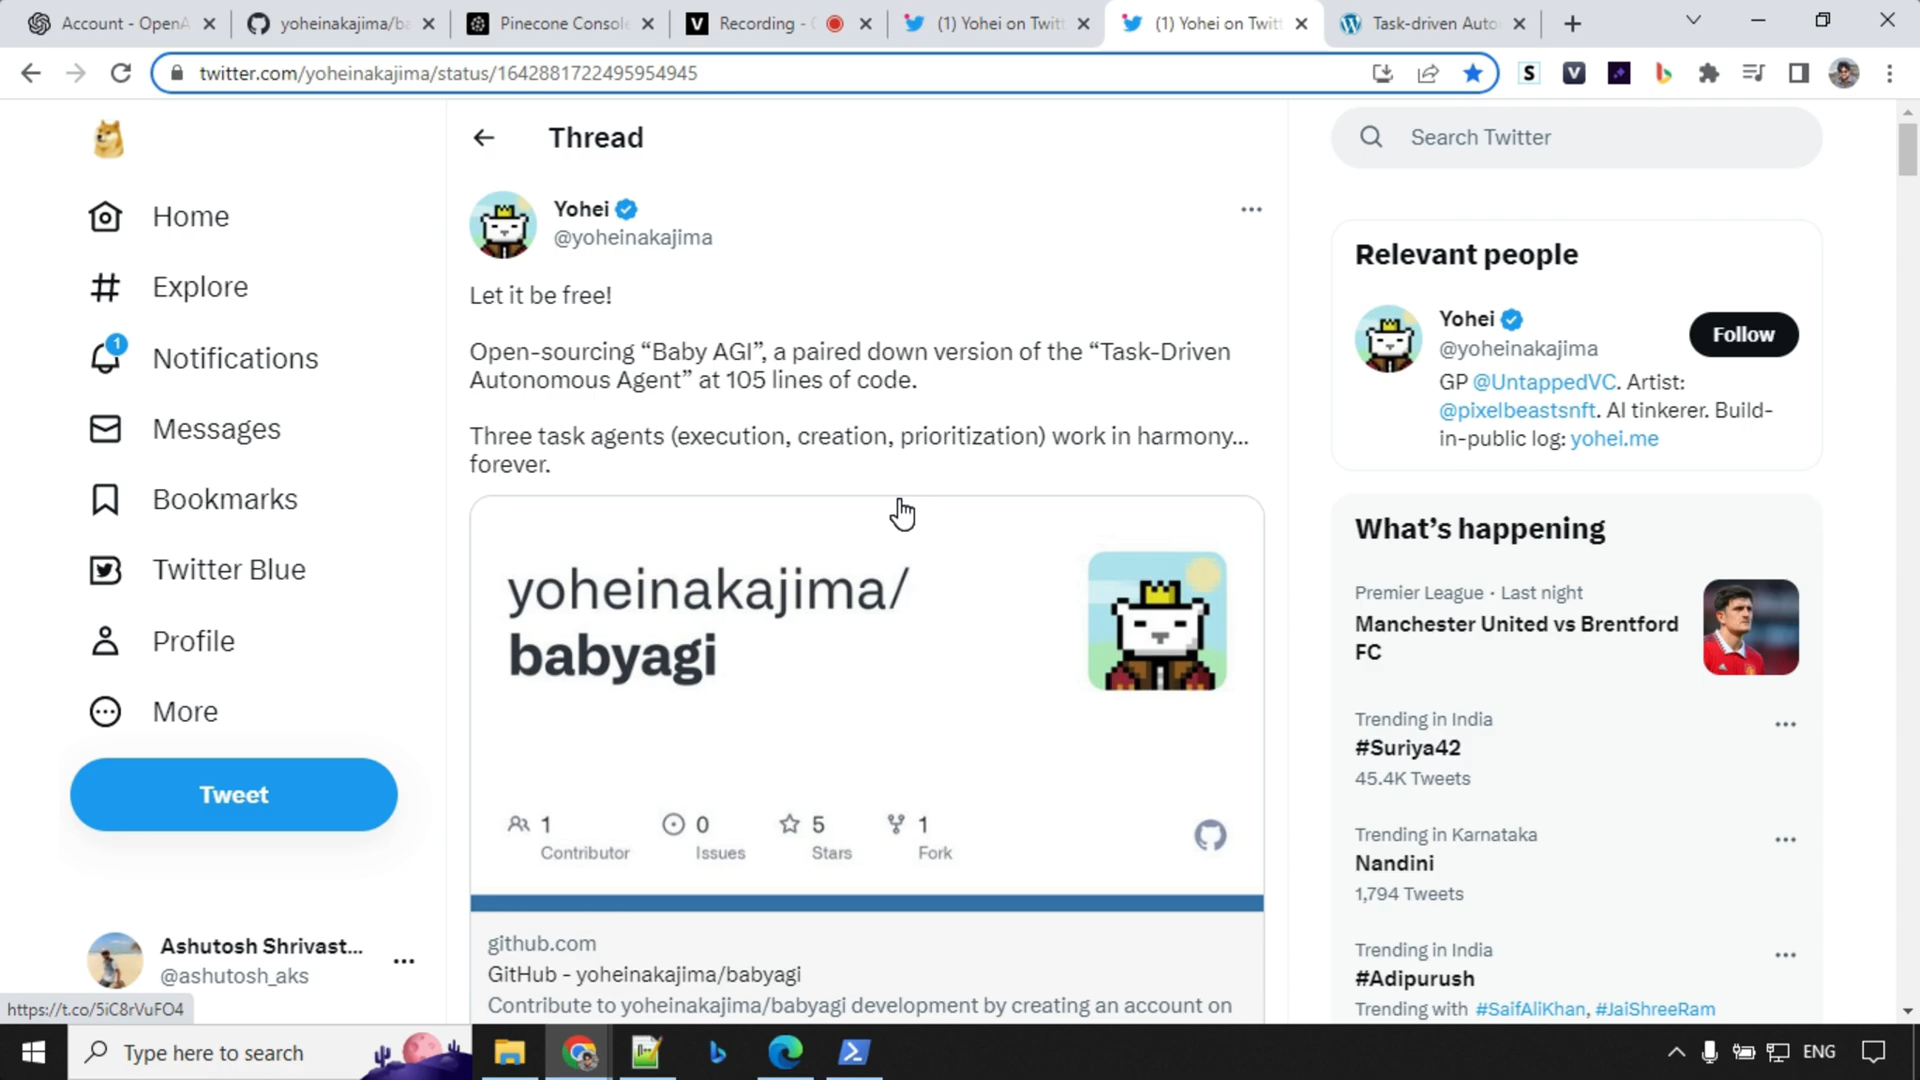 Account - OpenA
yoheinakajima/ba
Pinecone Console
Recording -
(1) Yohei on Twitt
(1) Yohei on Twitt
Task-driven Auto
twitter.com/yoheinakajima/status/1642881722495954945
Home
Explore
1
Notifications
Messages
Bookmarks
Twitter Blue
Profile
More
Tweet
Ashutosh Shrivast...
@ashutosh_aks
https://t.co/5iC8rVuFO4
Thread
Yohei
@yoheinakajima
Let it be free!
Open-sourcing “Baby AGI”, a paired down version of the “Task-Driven
Autonomous Agent” at 105 lines of code.
Three task agents (execution, creation, prioritization) work in harmony...
forever.
yoheinakajima/
babyagi
1
Contributor
0
Issues
5
Stars
1
Fork
github.com
GitHub - yoheinakajima/babyagi
Contribute to yoheinakajima/babyagi development by creating an account on
Search Twitter
Relevant people
Yohei
@yoheinakajima
Follow
GP @UntappedVC. Artist:
@pixelbeastsnft. AI tinkerer. Build-
in-public log: yohei.me
What’s happening
Premier League · Last night
Manchester United vs Brentford
FC
Trending in India
#Suriya42
45.4K Tweets
Trending in Karnataka
Nandini
1,794 Tweets
Trending in India
#Adipurush
Trending with #SaifAliKhan, #JaiShreeRam
Type here to search
ENG